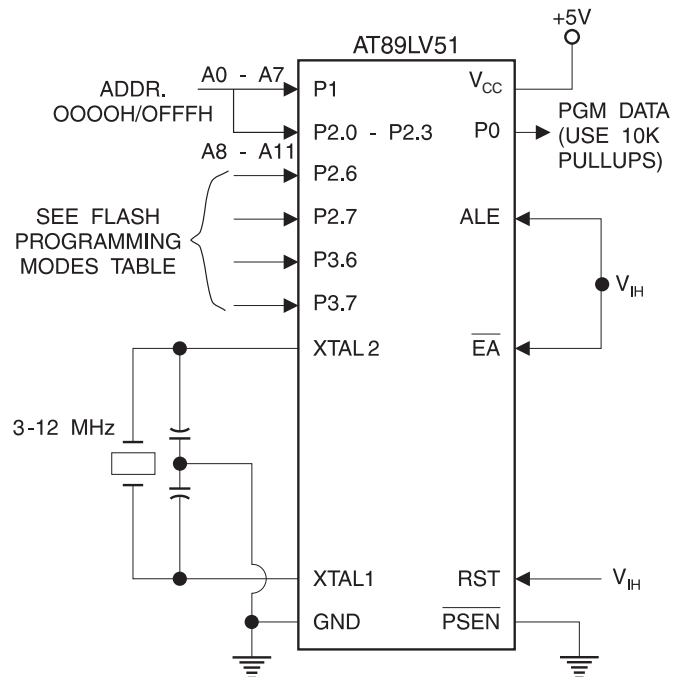 +5V
AT89LV51
A0 - A7
ADDR.
OOOOH/OFFFH
P1
VCC
P2.0 - P2.3
P0
PGM DATA
(USE 10K
PULLUPS)
A8 - A11
P2.6
SEE FLASH
PROGRAMMING
MODES TABLE
P2.7
ALE
P3.6
VIH
P3.7
XTAL 2
EA
3-12 MHz
XTAL1
RST
VIH
GND
PSEN